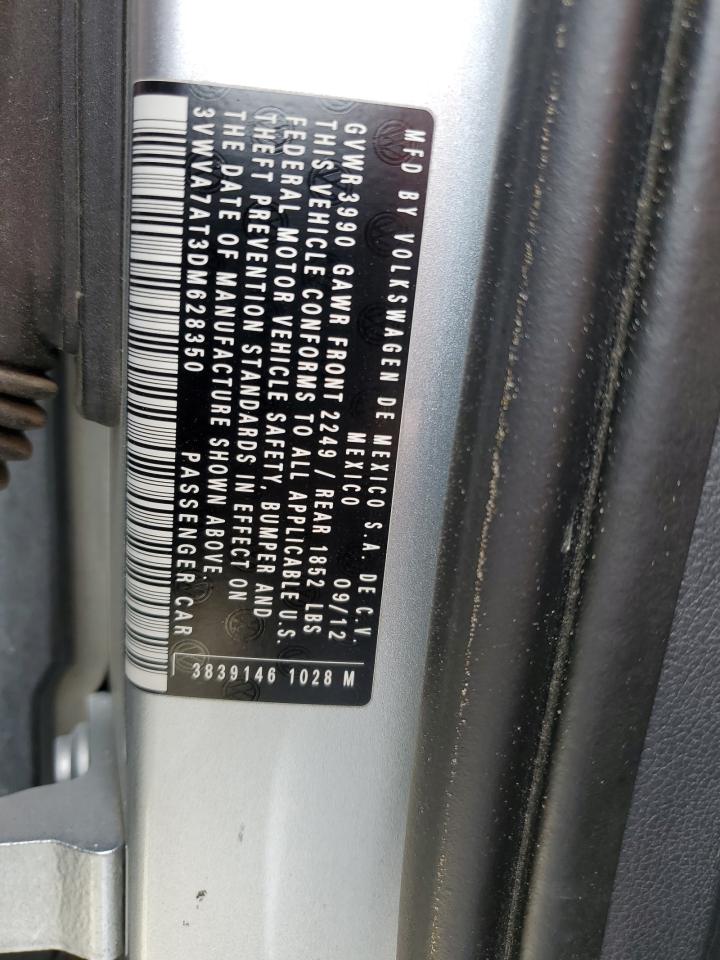 MFD BY VOLKSWAGEN DE MEXICO S.A. DE C.V.
MEXICO 09/12
GVWR 3990 GAWR FRONT 2249 / REAR 1852 LBS
THIS VEHICLE CONFORMS TO ALL APPLICABLE U.S.
FEDERAL MOTOR VEHICLE SAFETY, BUMPER AND
THEFT PREVENTION STANDARDS IN EFFECT ON
THE DATE OF MANUFACTURE SHOWN ABOVE.
3VWVA7AT3DM628350 PASSENGER CAR
3839146 1028 M